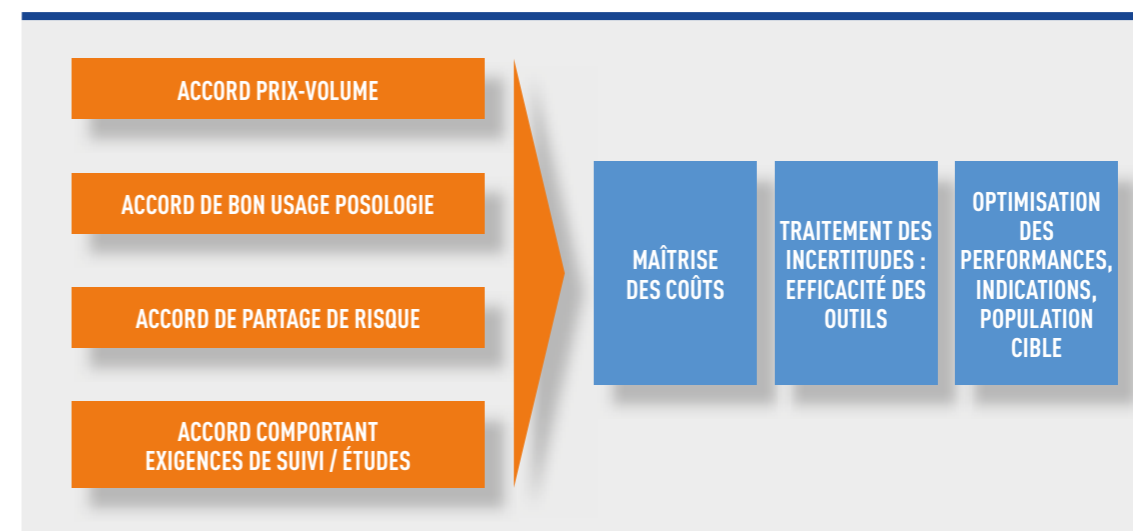 ACCORD PRIX-VOLUME
ACCORD DE BON USAGE POSOLOGIE
ACCORD DE PARTAGE DE RISQUE
ACCORD COMPORTANT
EXIGENCES DE SUIVI / ÉTUDES
MAÎTRISE
DES COÛTS
TRAITEMENT DES
INCERTITUDES :
EFFICACITÉ DES
OUTILS
OPTIMISATION
DES
PERFORMANCES,
INDICATIONS,
POPULATION
CIBLE